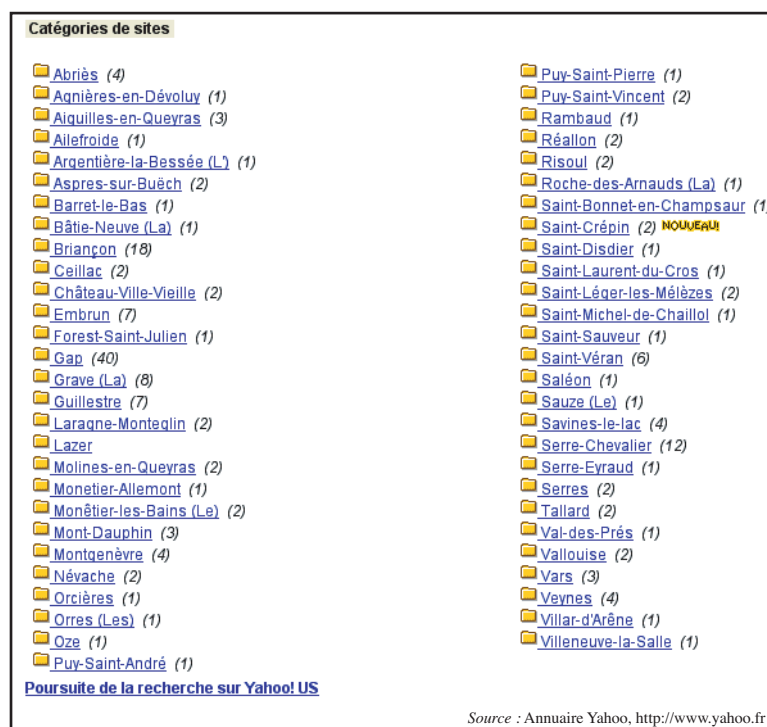 Catégories de sites
Abriès (4)
Agnières-en-Dévoluy (1)
Aiguilles-en-Queyras (3)
Ailefroide (1)
Argentière-la-Bessée (L') (1)
Aspres-sur-Buëch (2)
Barret-le-Bas (1)
Bâtie-Neuve (La) (1)
Briançon (18)
Ceillac (2)
Château-Ville-Vieille (2)
Embrun (7)
Forest-Saint-Julien (1)
Gap (40)
Grave (La) (8)
Guillestre (7)
Laragne-Monteglin (2)
Lazer
Molines-en-Queyras (2)
Monetier-Allemont (1)
Monêtier-les-Bains (Le) (2)
Mont-Dauphin (3)
Montgenèvre (4)
Névache (2)
Orcières (1)
Orres (Les) (1)
Oze (1)
Puy-Saint-André (1)
Puy-Saint-Pierre (1)
Puy-Saint-Vincent (2)
Rambaud (1)
Réallon (2)
Risoul (2)
Roche-des-Arnauds (La) (1)
Saint-Bonnet-en-Champsaur (1
Saint-Crépin (2) NOUVEAU!
Saint-Disdier (1)
Saint-Laurent-du-Cros (1)
Saint-Léger-les-Mélèzes (2)
Saint-Michel-de-Chaillol (1)
Saint-Sauveur (1)
Saint-Véran (6)
Saléon (1)
Sauze (Le) (1)
Savines-le-lac (4)
Serre-Chevalier (12)
Serre-Eyraud (1)
Serres (2)
Tallard (2)
Val-des-Prés (1)
Vallouise (2)
Vars (3)
Veynes (4)
Villar-d'Arêne (1)
Villeneuve-la-Salle (1)
Poursuite de la recherche sur Yahoo! US
Source : Annuaire Yahoo, http://www.yahoo.fr